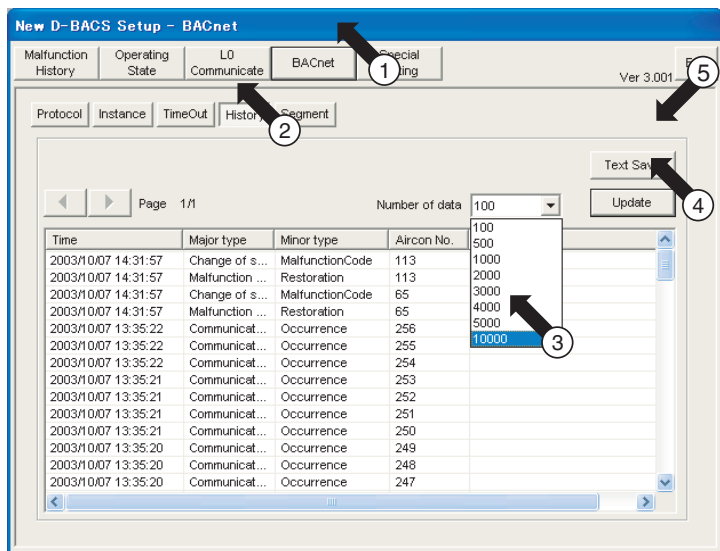 New D-BACS Setup - BACnet
Malfunction History Operating State L0 Communicate BACnet
1
Ver 3.001
5
Protocol Instance TimeOut History Segment
2
Text Save
Page 1/1 Number of data 100 Update
4
Time Major type Minor type Aircon No.
100
500
1000
2000
3000
4000
5000
10000
3
2003/10/07 14:31:57 Change of s... MalfunctionCode 113
2003/10/07 14:31:57 Malfunction ... Restoration 113
2003/10/07 14:31:57 Change of s... MalfunctionCode 65
2003/10/07 14:31:57 Malfunction ... Restoration 65
2003/10/07 13:35:22 Communicat... Occurrence 256
2003/10/07 13:35:22 Communicat... Occurrence 255
2003/10/07 13:35:22 Communicat... Occurrence 254
2003/10/07 13:35:21 Communicat... Occurrence 253
2003/10/07 13:35:21 Communicat... Occurrence 252
2003/10/07 13:35:21 Communicat... Occurrence 251
2003/10/07 13:35:21 Communicat... Occurrence 250
2003/10/07 13:35:20 Communicat... Occurrence 249
2003/10/07 13:35:20 Communicat... Occurrence 248
2003/10/07 13:35:20 Communicat... Occurrence 247